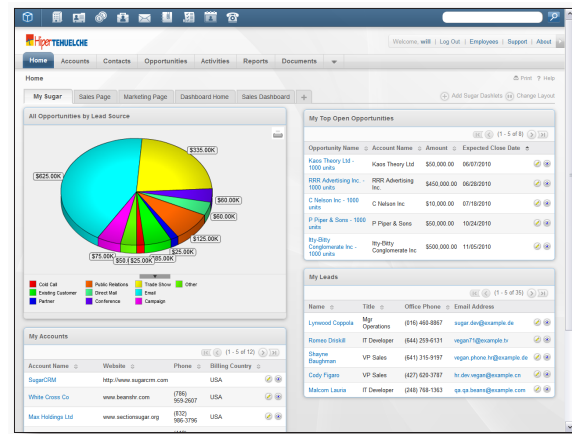 HiperTEHUELCHE
Welcome, will | Log Out | Employees | Support | About
Home Accounts Contacts Opportunities Activities Reports Documents
Home
Print ? Help
My Sugar Sales Page Marketing Page Dashboard Home Sales Dashboard +
Add Sugar Dashlets Change Layout
All Opportunities by Lead Source
$335.00K
$625.00K
$60.00K
$60.00K
$125.00K
$25.00K
$75.00K
$25.00K
Cold Call Public Relations Trade Show Other
Existing Customer Direct Mail Email
Partner Conference Campaign
My Accounts
(1 - 5 of 12)
Account Name Website Phone Billing Country
SugarCRM http://www.sugarcrm.com USA
White Cross Co www.beanshr.com (786) 959-2607 USA
Max Holdings Ltd www.sectionsugar.org (832) 986-3796 USA
My Top Open Opportunities
(1 - 5 of 8)
Opportunity Name Account Name Amount Expected Close Date
Kaos Theory Ltd - 1000 units Kaos Theory Ltd $50,000.00 06/07/2010
RRR Advertising Inc. - 1000 units RRR Advertising Inc. $450,000.00 06/28/2010
C Nelson Inc - 1000 units C Nelson Inc $10,000.00 07/18/2010
P Piper & Sons - 1000 units P Piper & Sons $50,000.00 10/24/2010
Itty-Bitty Conglomerate Inc - 1000 units Itty-Bitty Conglomerate Inc $500,000.00 11/05/2010
My Leads
(1 - 5 of 35)
Name Title Office Phone Email Address
Lynwood Coppola Mgr Operations (016) 460-8867 sugar.dev@example.de
Romeo Driskill IT Developer (644) 259-6131 vegan71@example.tv
Shayne Baughman VP Sales (641) 315-9197 vegan.phone.hr@example.de
Cody Figaro VP Sales (427) 620-3787 hr.dev.vegan@example.cn
Malcom Lauria IT Developer (248) 768-1363 qa.qa.beans@example.com